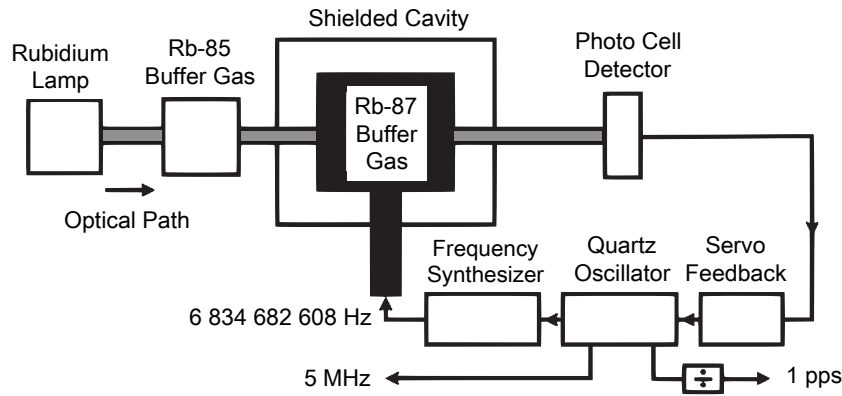 Shielded Cavity
Rubidium
Lamp
Rb-85
Buffer Gas
Photo Cell
Detector
Rb-87
Buffer
Gas
Optical Path
Frequency
Synthesizer
Quartz
Oscillator
Servo
Feedback
6 834 682 608 Hz
5 MHz
÷
1 pps